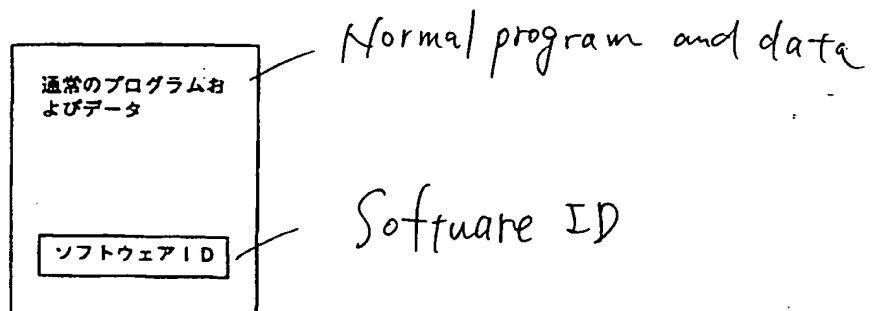 Normal program and data
通常のプログラムお
よびデータ
Software ID
ソフトウェアID